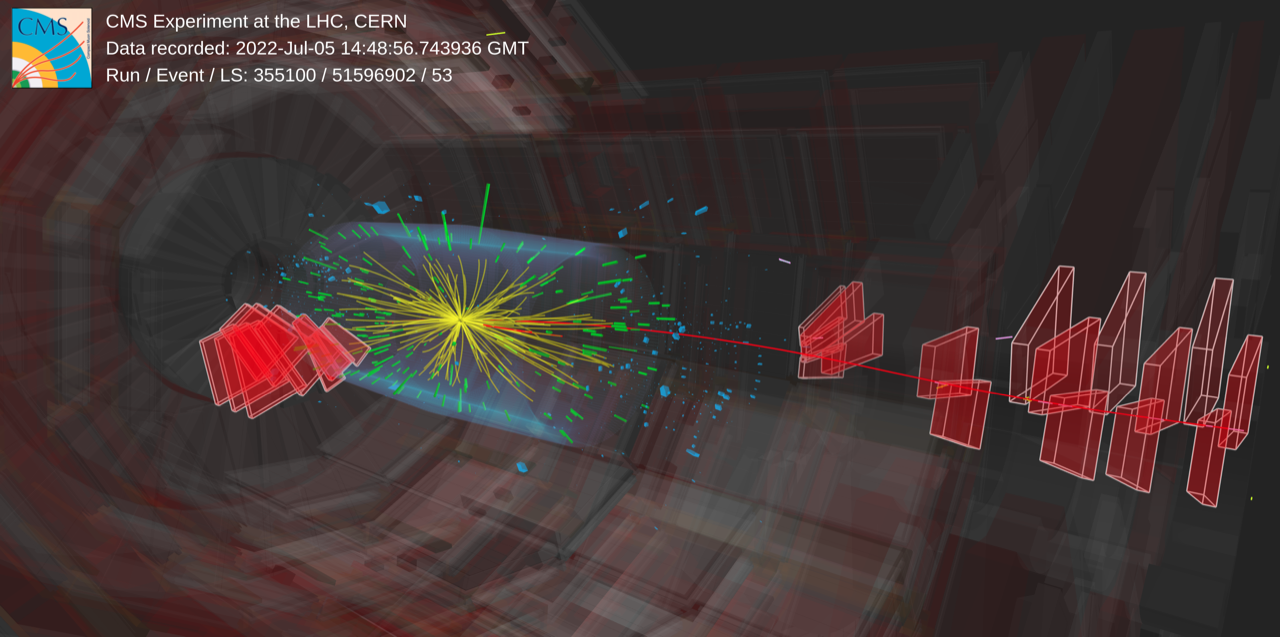 CMS
CMS Experiment at the LHC, CERN
Data recorded: 2022-Jul-05 14:48:56.743936 GMT
Run / Event / LS: 355100 / 51596902 / 53